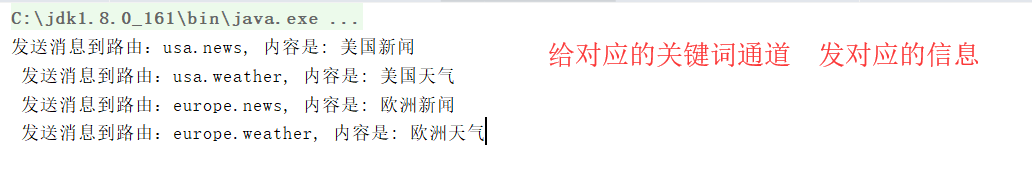 C:\jdk1.8.0_161\bin\java.exe ...
发送消息到路由：usa.news, 内容是: 美国新闻
发送消息到路由：usa.weather, 内容是: 美国天气
发送消息到路由：europe.news, 内容是: 欧洲新闻
发送消息到路由：europe.weather, 内容是: 欧洲天气
给对应的关键词通道 发对应的信息